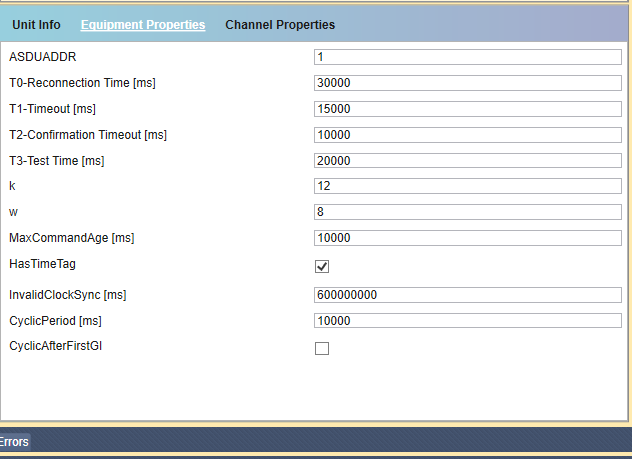 Unit Info Equipment Properties Channel Properties
ASDUADDR 1
T0-Reconnection Time [ms] 30000
T1-Timeout [ms] 15000
T2-Confirmation Timeout [ms] 10000
T3-Test Time [ms] 20000
k 12
w 8
MaxCommandAge [ms] 10000
HasTimeTag
InvalidClockSync [ms] 600000000
CyclicPeriod [ms] 10000
CyclicAfterFirstGI
Errors